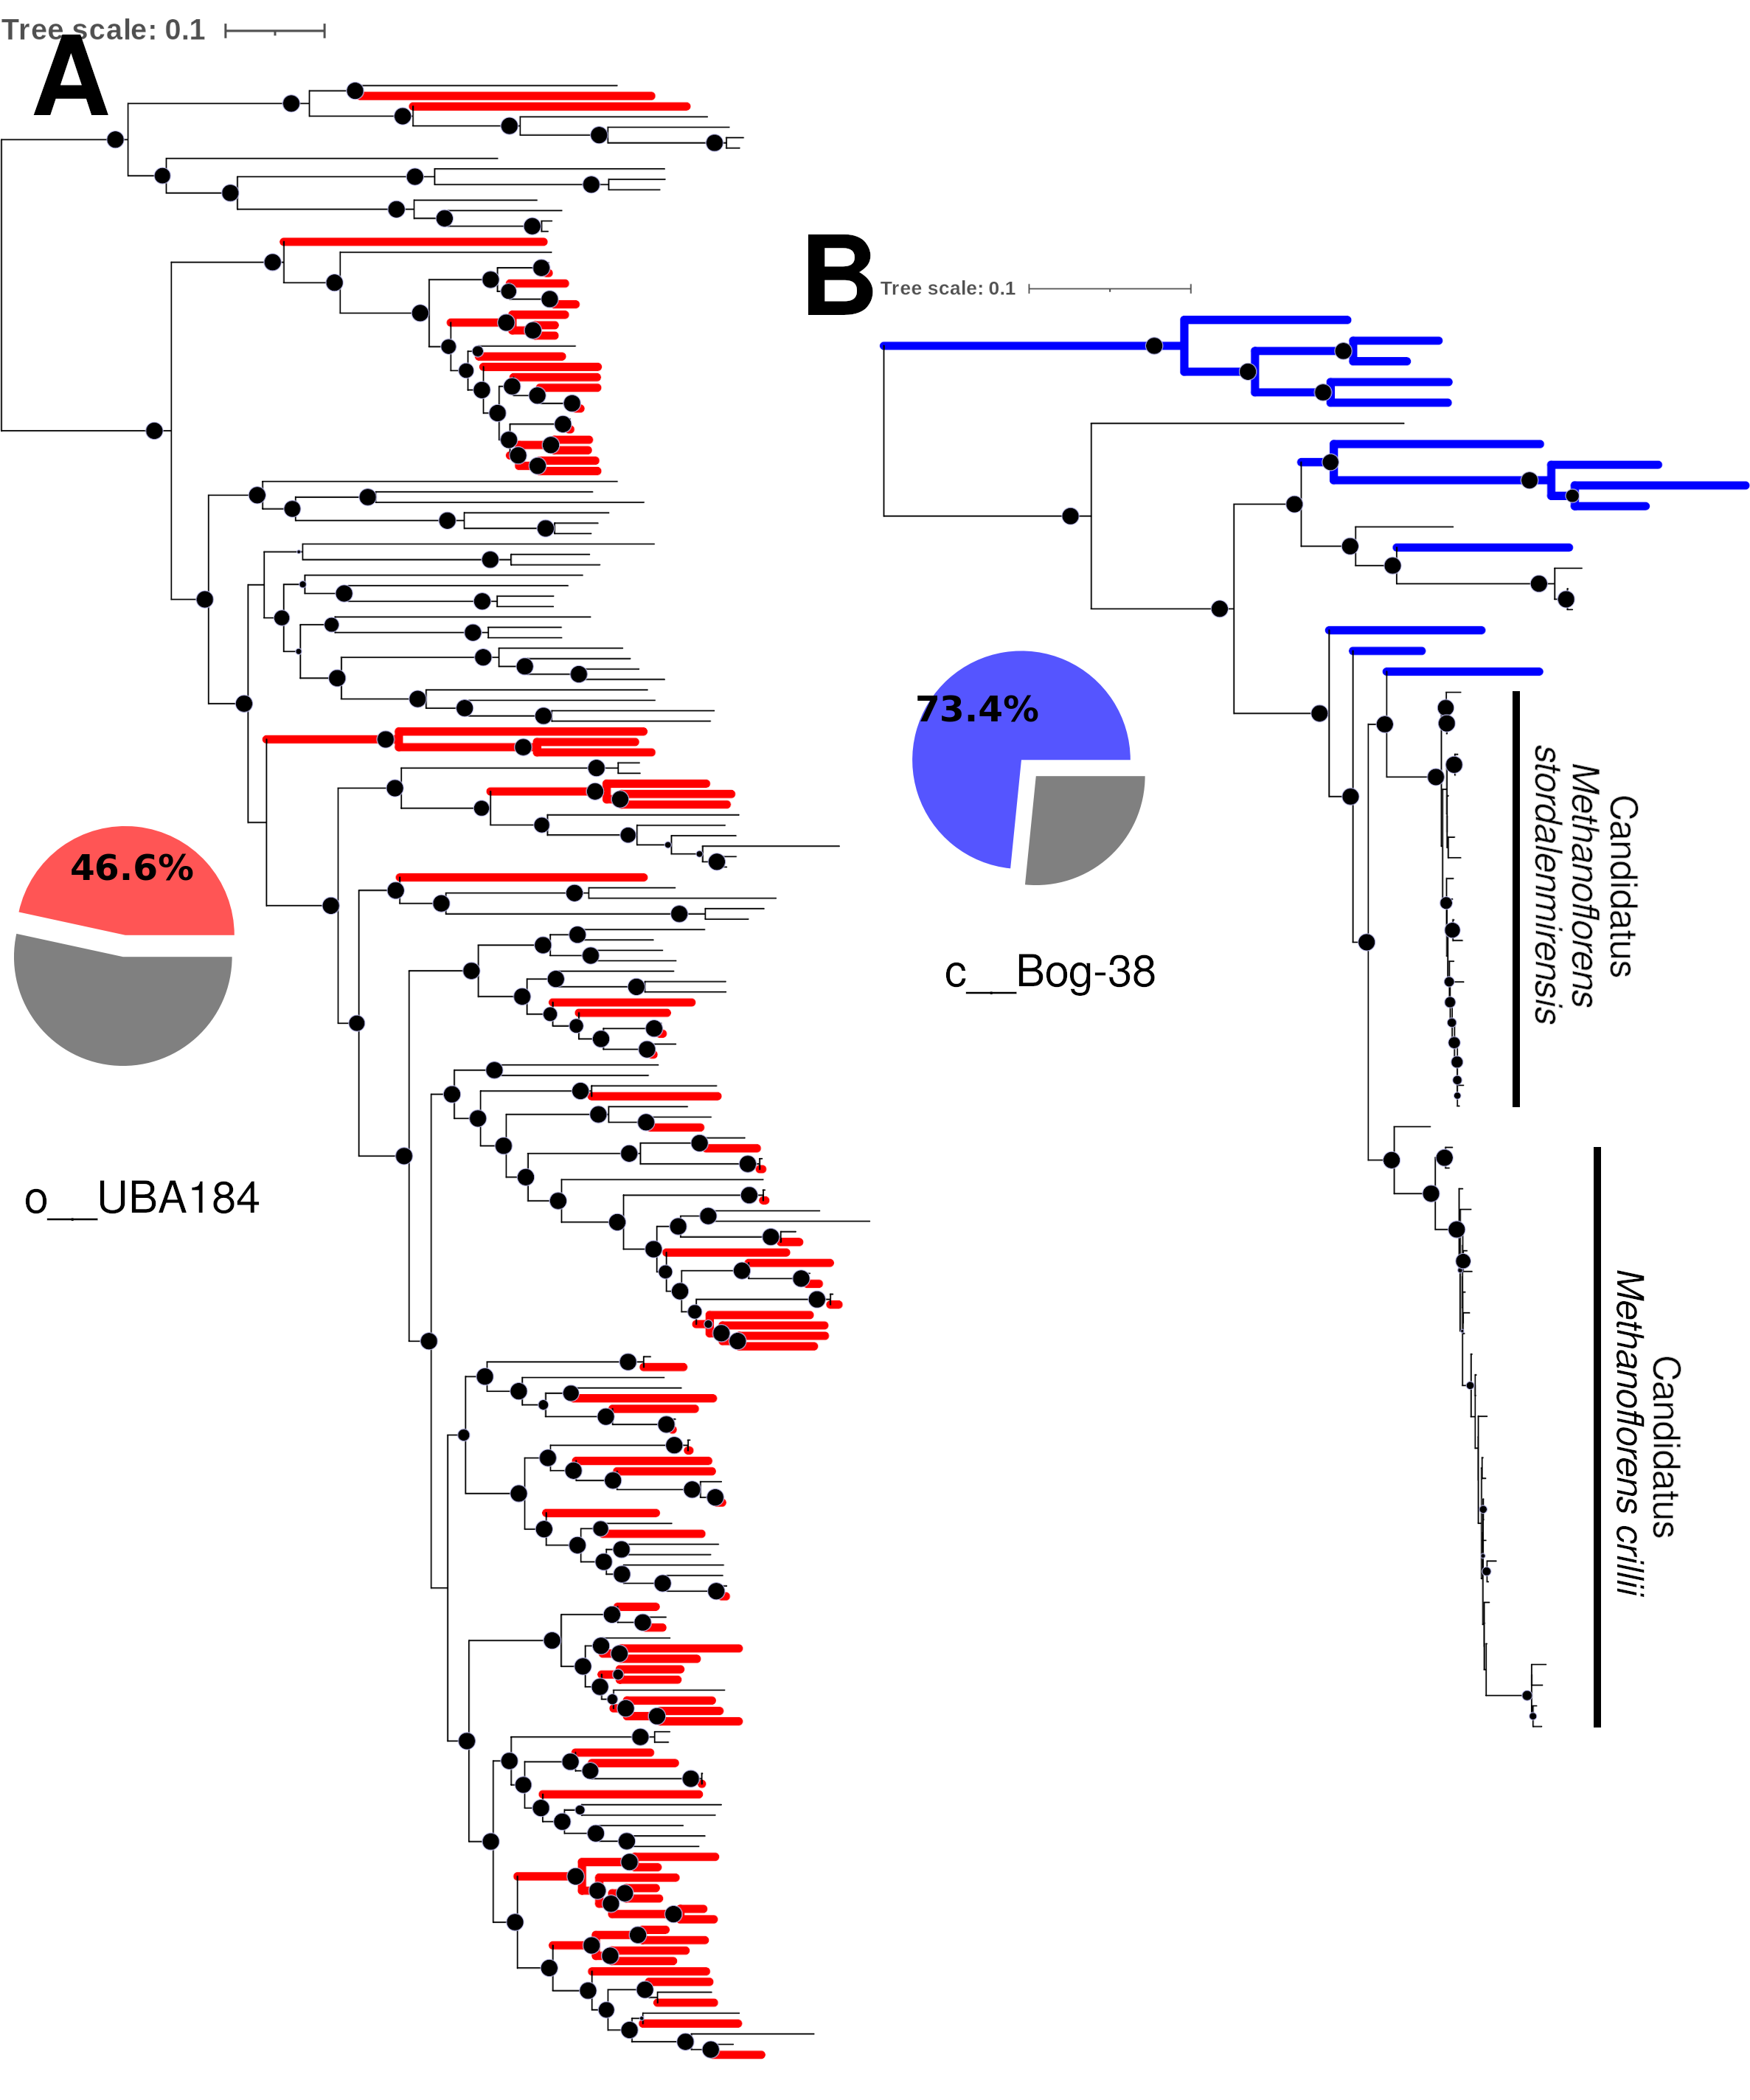 Tree scale: 0.1
A
B
Tree scale: 0.1
73.4%
Candidatus
Methanoflorens
stordalenmirensis
46.6%
c__Bog-38
o__UBA184
Candidatus
Methanoflorens crillii